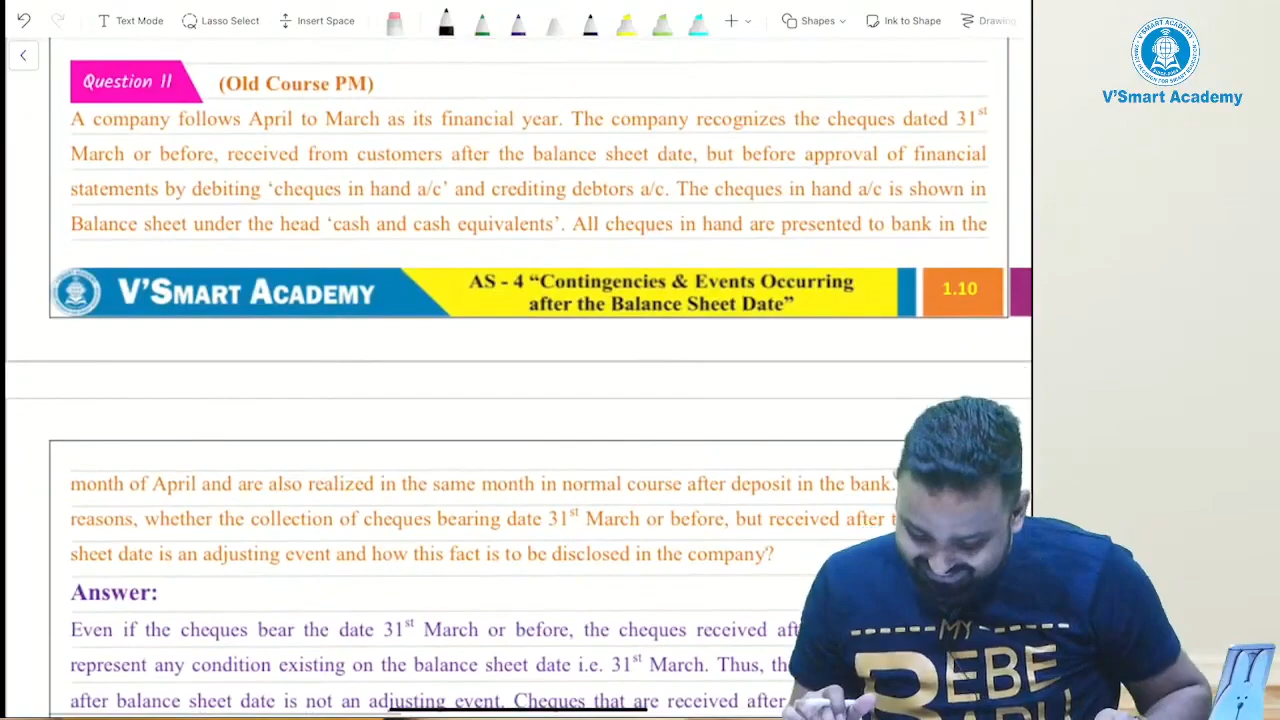 Text Mode Lasso Select Insert Space Shapes Ink to Shape Drawing
V'SMART ACADEMY
V'Smart Academy
Question 11 (Old Course PM)
A company follows April to March as its financial year. The company recognizes the cheques dated 31st
March or before, received from customers after the balance sheet date, but before approval of financial
statements by debiting ‘cheques in hand a/c’ and crediting debtors a/c. The cheques in hand a/c is shown in
Balance sheet under the head ‘cash and cash equivalents’. All cheques in hand are presented to bank in the
V'SMART ACADEMY
AS - 4 “Contingencies & Events Occurring
after the Balance Sheet Date”
1.10
month of April and are also realized in the same month in normal course after deposit in the bank.
reasons, whether the collection of cheques bearing date 31st March or before, but received after
sheet date is an adjusting event and how this fact is to be disclosed in the company?
Answer:
Even if the cheques bear the date 31st March or before, the cheques received
represent any condition existing on the balance sheet date i.e. 31st March. Thus,
after balance sheet date is not an adjusting event. Cheques that are received after
MY
BEBE